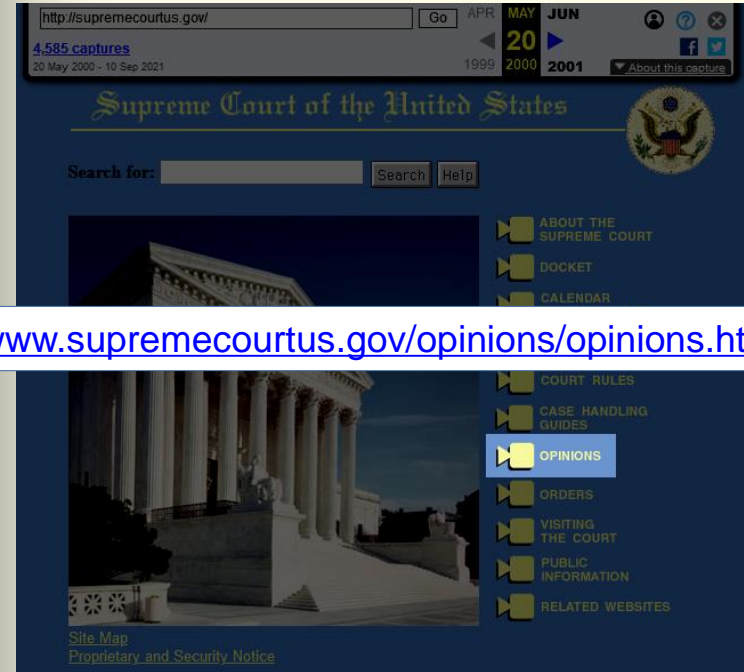 http://supremecourtus.gov/ Go APR MAY JUN
4,585 captures 20
20 May 2000 - 10 Sep 2021 1999 2000 2001 About this capture
Supreme Court of the United States
Search for: Search Help
ABOUT THE
SUPREME COURT
DOCKET
CALENDAR
www.supremecourtus.gov/opinions/opinions.ht
COURT RULES
CASE HANDLING
GUIDES
OPINIONS
ORDERS
VISITING
THE COURT
PUBLIC
INFORMATION
RELATED WEBSITES
Site Map
Proprietary and Security Notice